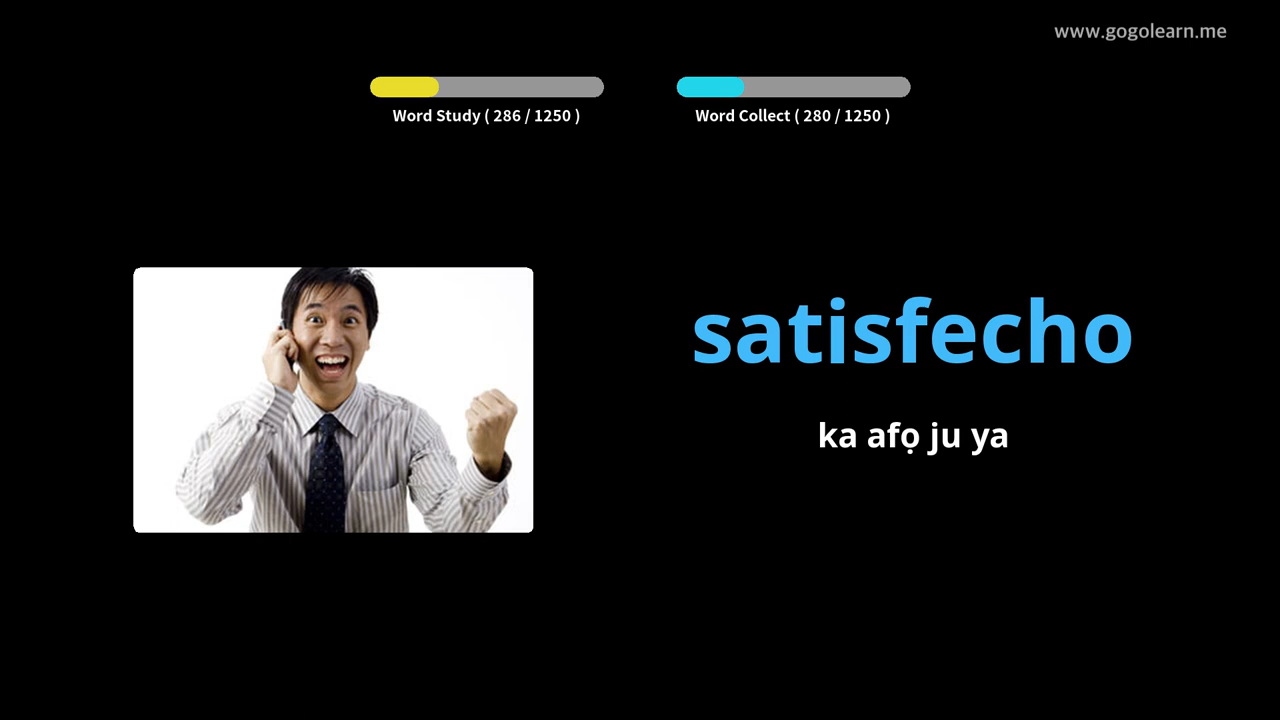 www.gogolearn.me
Word Study ( 286 / 1250 )
Word Collect ( 280 / 1250 )
satisfecho
ka afọ ju ya